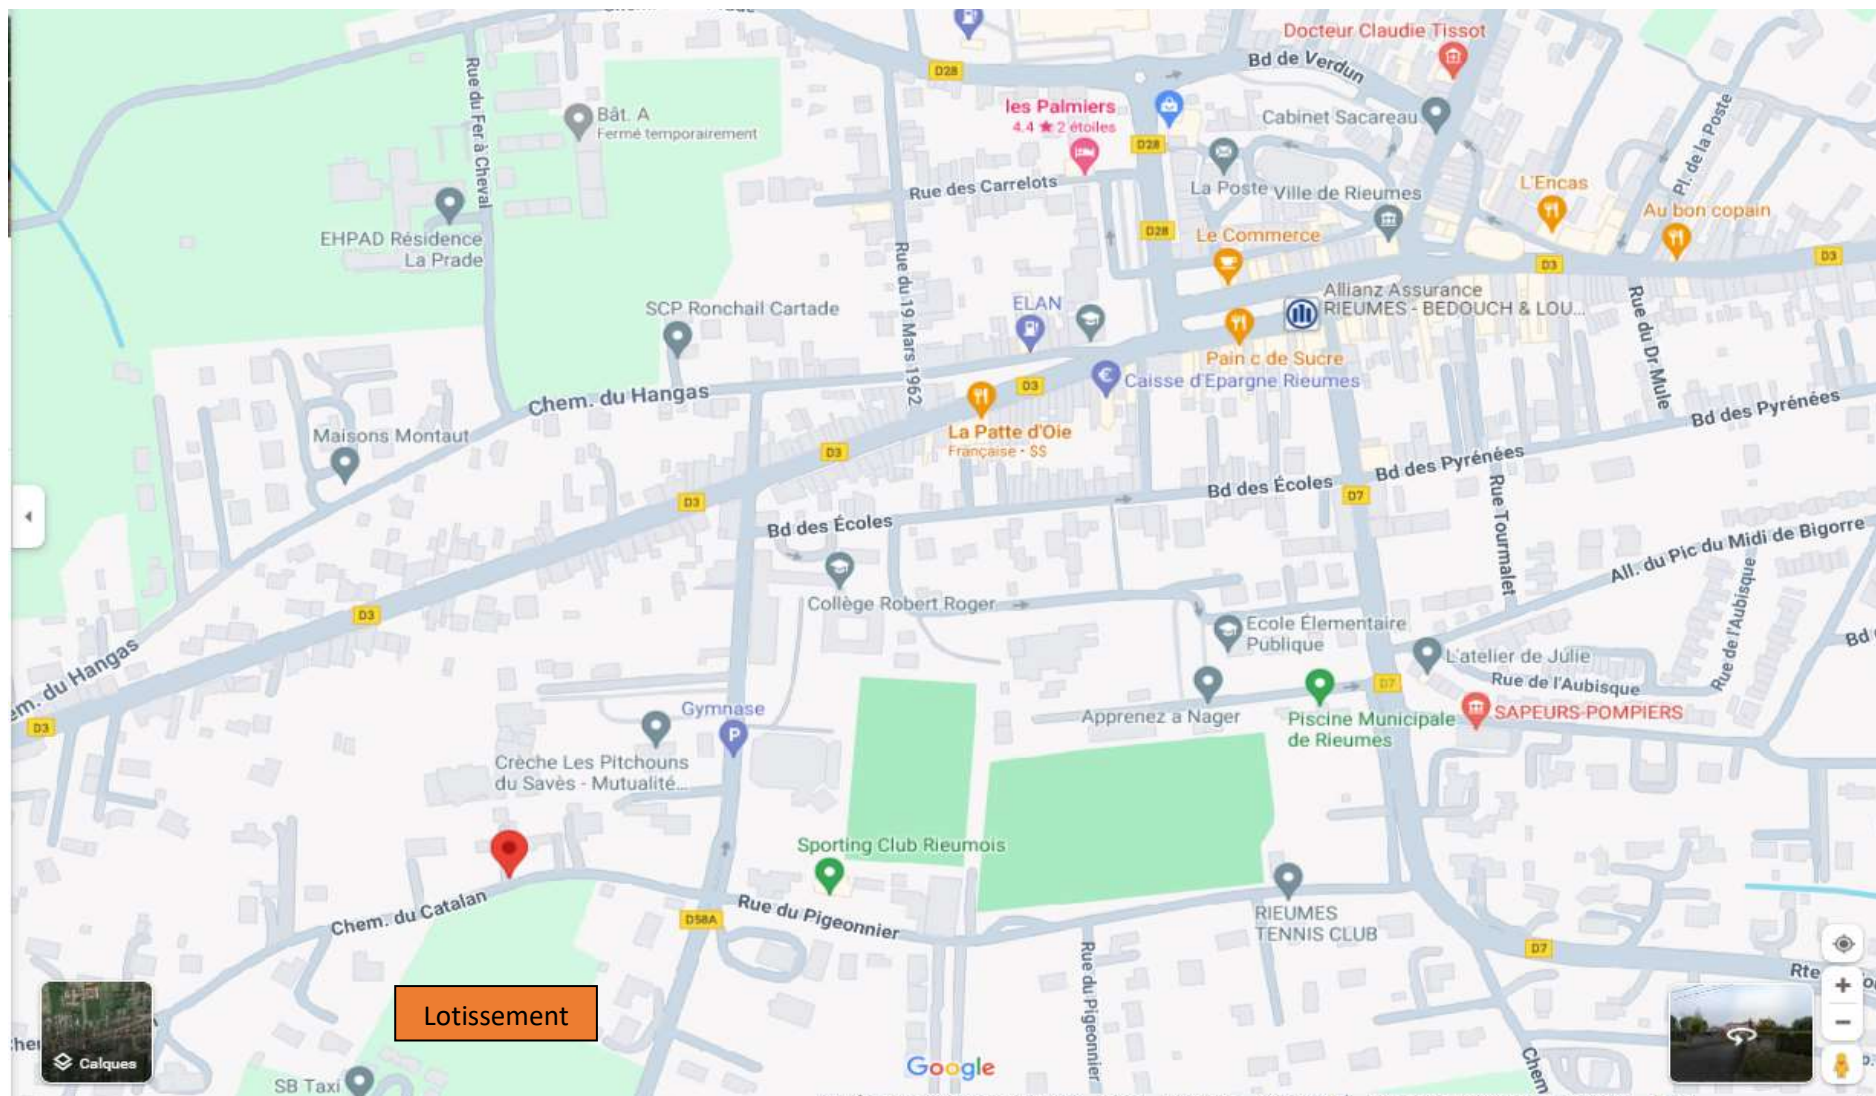 Docteur Claudie Tissot
D28
Bd de Verdun
les Palmiers
4.4 ★ 2 étoiles
Cabinet Sacareau
Rue du Fer à Cheval
Bât. A
Fermé temporairement
D28
Pl. de la Poste
Rue des Carrelots
La Poste
Ville de Rieumes
L'Encas
Au bon copain
EHPAD Résidence
La Prade
D28
Le Commerce
D3
D3
Rue du 19 Mars 1962
SCP Ronchail Cartade
ELAN
Allianz Assurance
RIEUMES - BEDOUCH & LOU...
Rue du Dr Mule
Pain c de Sucre
Caisse d'Epargne Rieumes
D3
Chem. du Hangas
La Patte d'Oie
Française • $$
Bd des Pyrénées
Maisons Montaut
D3
Bd des Pyrénées
D3
Bd des Écoles
D7
Rue Tourmalet
Bd des Écoles
All. du Pic du Midi de Bigorre
Collège Robert Roger
Rue de l'Aubisque
D3
Ecole Élementaire
Publique
Bd
L'atelier de Julie
em. du Hangas
Rue de l'Aubisque
D7
D3
Gymnase
Apprenez a Nager
Piscine Municipale
de Rieumes
SAPEURS-POMPIERS
Crèche Les Pitchouns
du Savès - Mutualité...
Sporting Club Rieumois
Chem. du Catalan
D58A
Rue du Pigeonnier
RIEUMES
TENNIS CLUB
D7
Rte
Rue du Pigeonnier
Lotissement
Chem
Calques
SB Taxi
Google